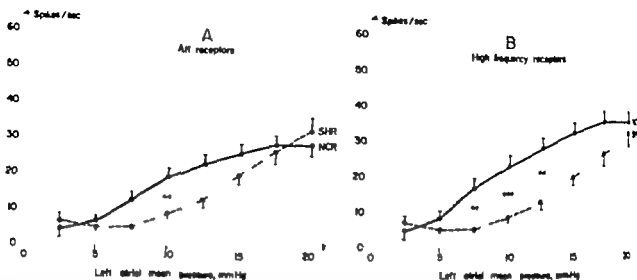 Spikes/sec
A
All receptors
60
50
40
30
20
10
0
SHR
NCR
5
10
15
20
Left atrial mean pressure, mmHg
Spikes/sec
B
High frequency receptors
60
50
40
30
20
10
0
**
***
**
5
10
15
20
Left atrial mean pressure, mmHg